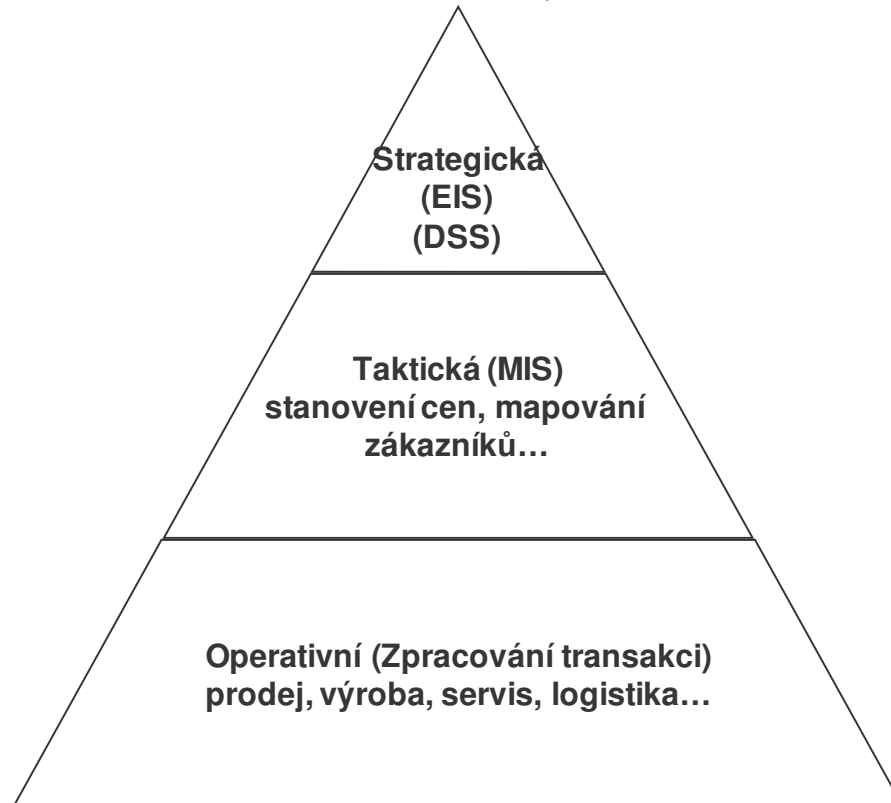 Strategická
(EIS)
(DSS)
Taktická (MIS)
stanovení cen, mapování
zákazníků…
Operativní (Zpracování transakci)
prodej, výroba, servis, logistika…